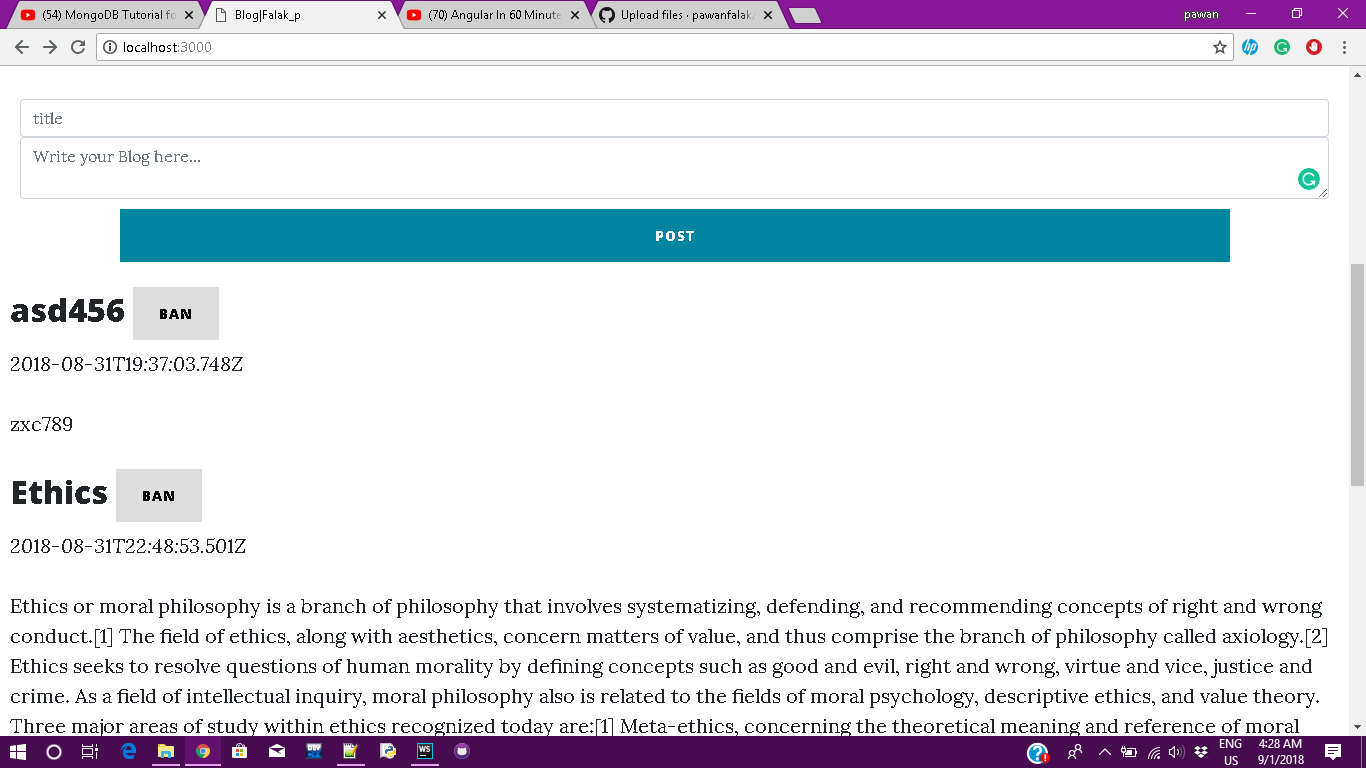 (54) MongoDB Tutorial fo
Blog|Falak_p
(70) Angular In 60 Minute
Upload files · pawanfalak/
pawan
localhost:3000
title
Write your Blog here...
POST
asd456 BAN
2018-08-31T19:37:03.748Z
zxc789
Ethics BAN
2018-08-31T22:48:53.501Z
Ethics or moral philosophy is a branch of philosophy that involves systematizing, defending, and recommending concepts of right and wrong
conduct.[1] The field of ethics, along with aesthetics, concern matters of value, and thus comprise the branch of philosophy called axiology.[2]
Ethics seeks to resolve questions of human morality by defining concepts such as good and evil, right and wrong, virtue and vice, justice and
crime. As a field of intellectual inquiry, moral philosophy also is related to the fields of moral psychology, descriptive ethics, and value theory.
Three major areas of study within ethics recognized today are:[1] Meta-ethics, concerning the theoretical meaning and reference of moral
ENG
US
4:28 AM
9/1/2018